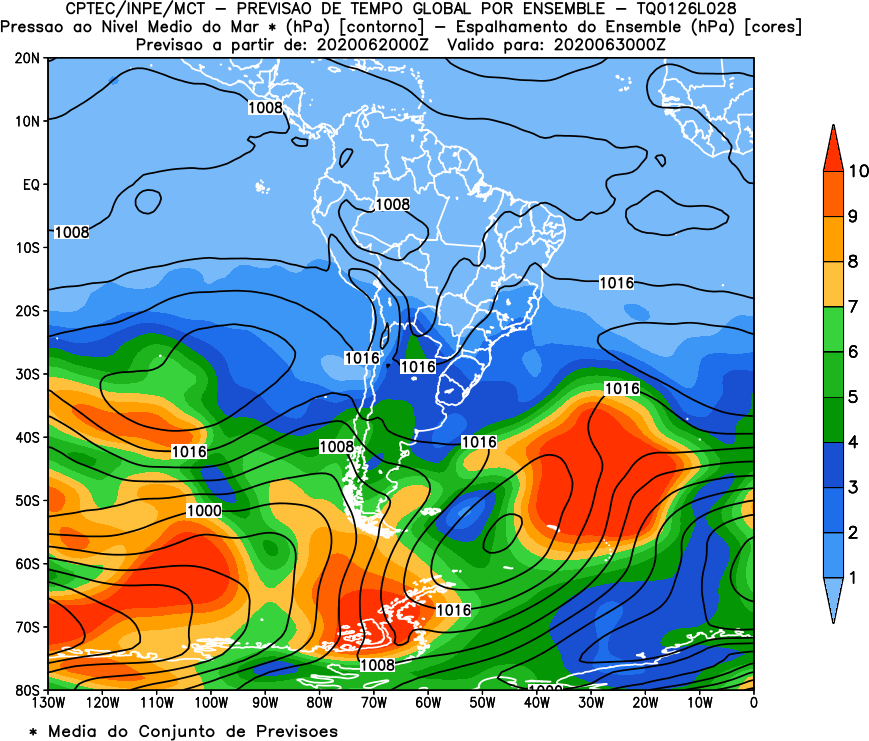 CPTEC/INPE/MCT – PREVISAO DE TEMPO GLOBAL POR ENSEMBLE – TQ0126L028
Pressao ao Nivel Medio do Mar * (hPa) [contorno] – Espalhamento do Ensemble (hPa) [cores]
Previsao a partir de: 2020062000Z Valido para: 2020063000Z
20N
10N
EQ
10S
20S
30S
40S
50S
60S
70S
80S
1008
1008
1008
1016
1016
1016
1016
1016
1008
1016
1000
1016
1008
130W 120W 110W 100W 90W 80W 70W 60W 50W 40W 30W 20W 10W 0
10
9
8
7
6
5
4
3
2
1
* Media do Conjunto de Previsoes